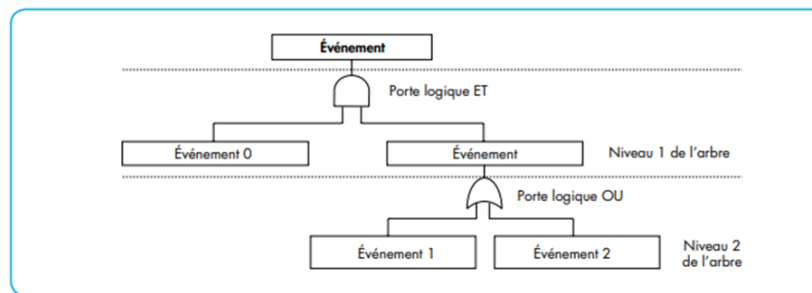 Événement
Porte logique ET
Événement 0
Événement
Niveau 1 de l’arbre
Porte logique OU
Événement 1
Événement 2
Niveau 2
de l’arbre